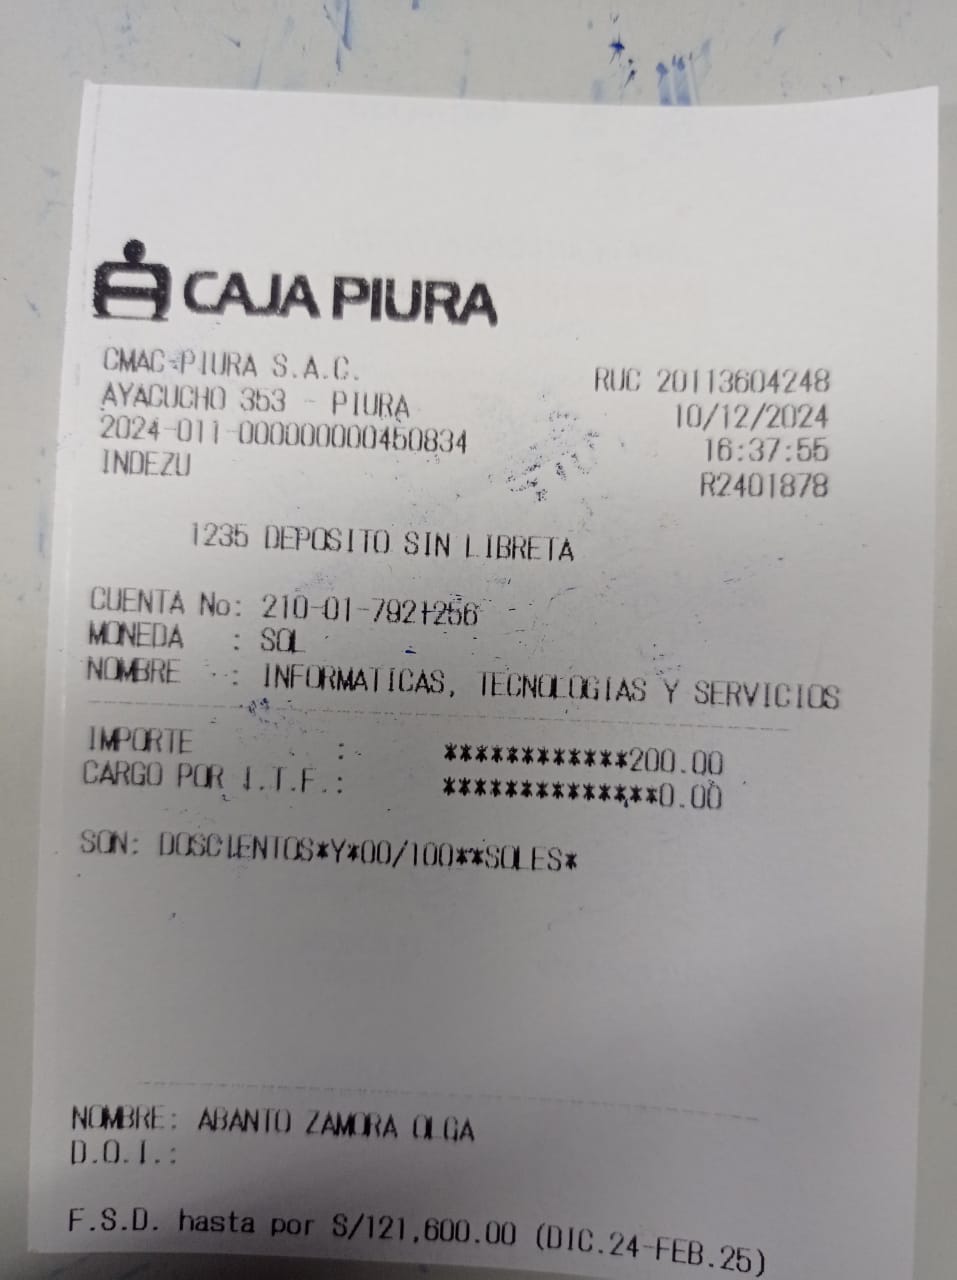 CAJA PIURA
CMAC-PIURA S.A.C.
RUC 20113604248
AYACUCHO 353 - PIURA
10/12/2024
2024-011-000000000450834
16:37:55
INDEZU
R2401878
1235 DEPOSITO SIN LIBRETA
CUENTA No: 210-01-7921256
MONEDA : SOL
NOMBRE : INFORMATICAS, TECNOLOGIAS Y SERVICIOS
IMPORTE : ************200.00
CARGO POR I.T.F.: **************0.00
SON: DOSCIENTOS*Y*00/100**SOLES*
NOMBRE: ABANTO ZAMORA OLGA
D.O.I.:
F.S.D. hasta por S/121,600.00 (DIC.24-FEB.25)